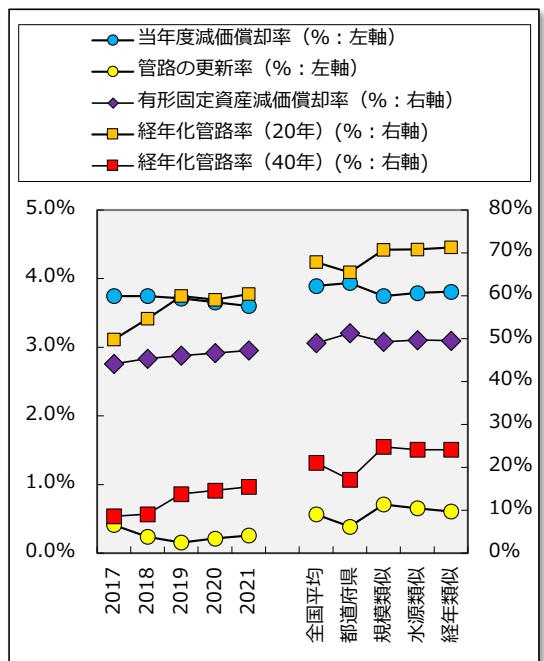 当年度減価償却率（%：左軸）
管路の更新率（%：左軸）
有形固定資産減価償却率（%：右軸）
経年化管路率（20年）(%：右軸)
経年化管路率（40年）(%：右軸)
5.0%
4.0%
3.0%
2.0%
1.0%
0.0%
80%
70%
60%
50%
40%
30%
20%
10%
0%
2017
2018
2019
2020
2021
全国平均
都道府県
規模類似
水源類似
経年類似